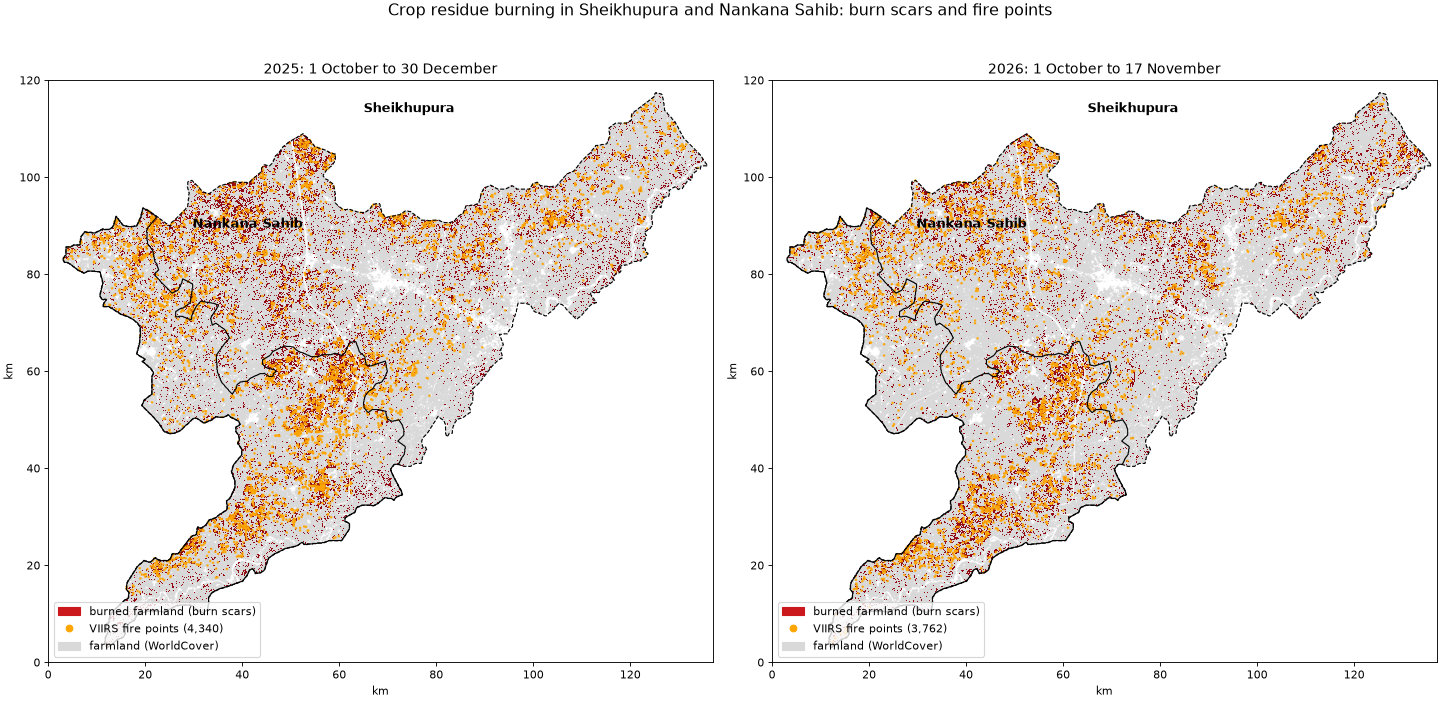 Crop residue burning in Sheikhupura and Nankana Sahib: burn scars and fire points
2025: 1 October to 30 December
120
100
80
60
40
20
0
km
Sheikhupura
Nankana Sahib
burned farmland (burn scars)
VIIRS fire points (4,340)
farmland (WorldCover)
0 20 40 60 80 100 120
km
2026: 1 October to 17 November
120
100
80
60
40
20
0
km
Sheikhupura
Nankana Sahib
burned farmland (burn scars)
VIIRS fire points (3,762)
farmland (WorldCover)
0 20 40 60 80 100 120
km